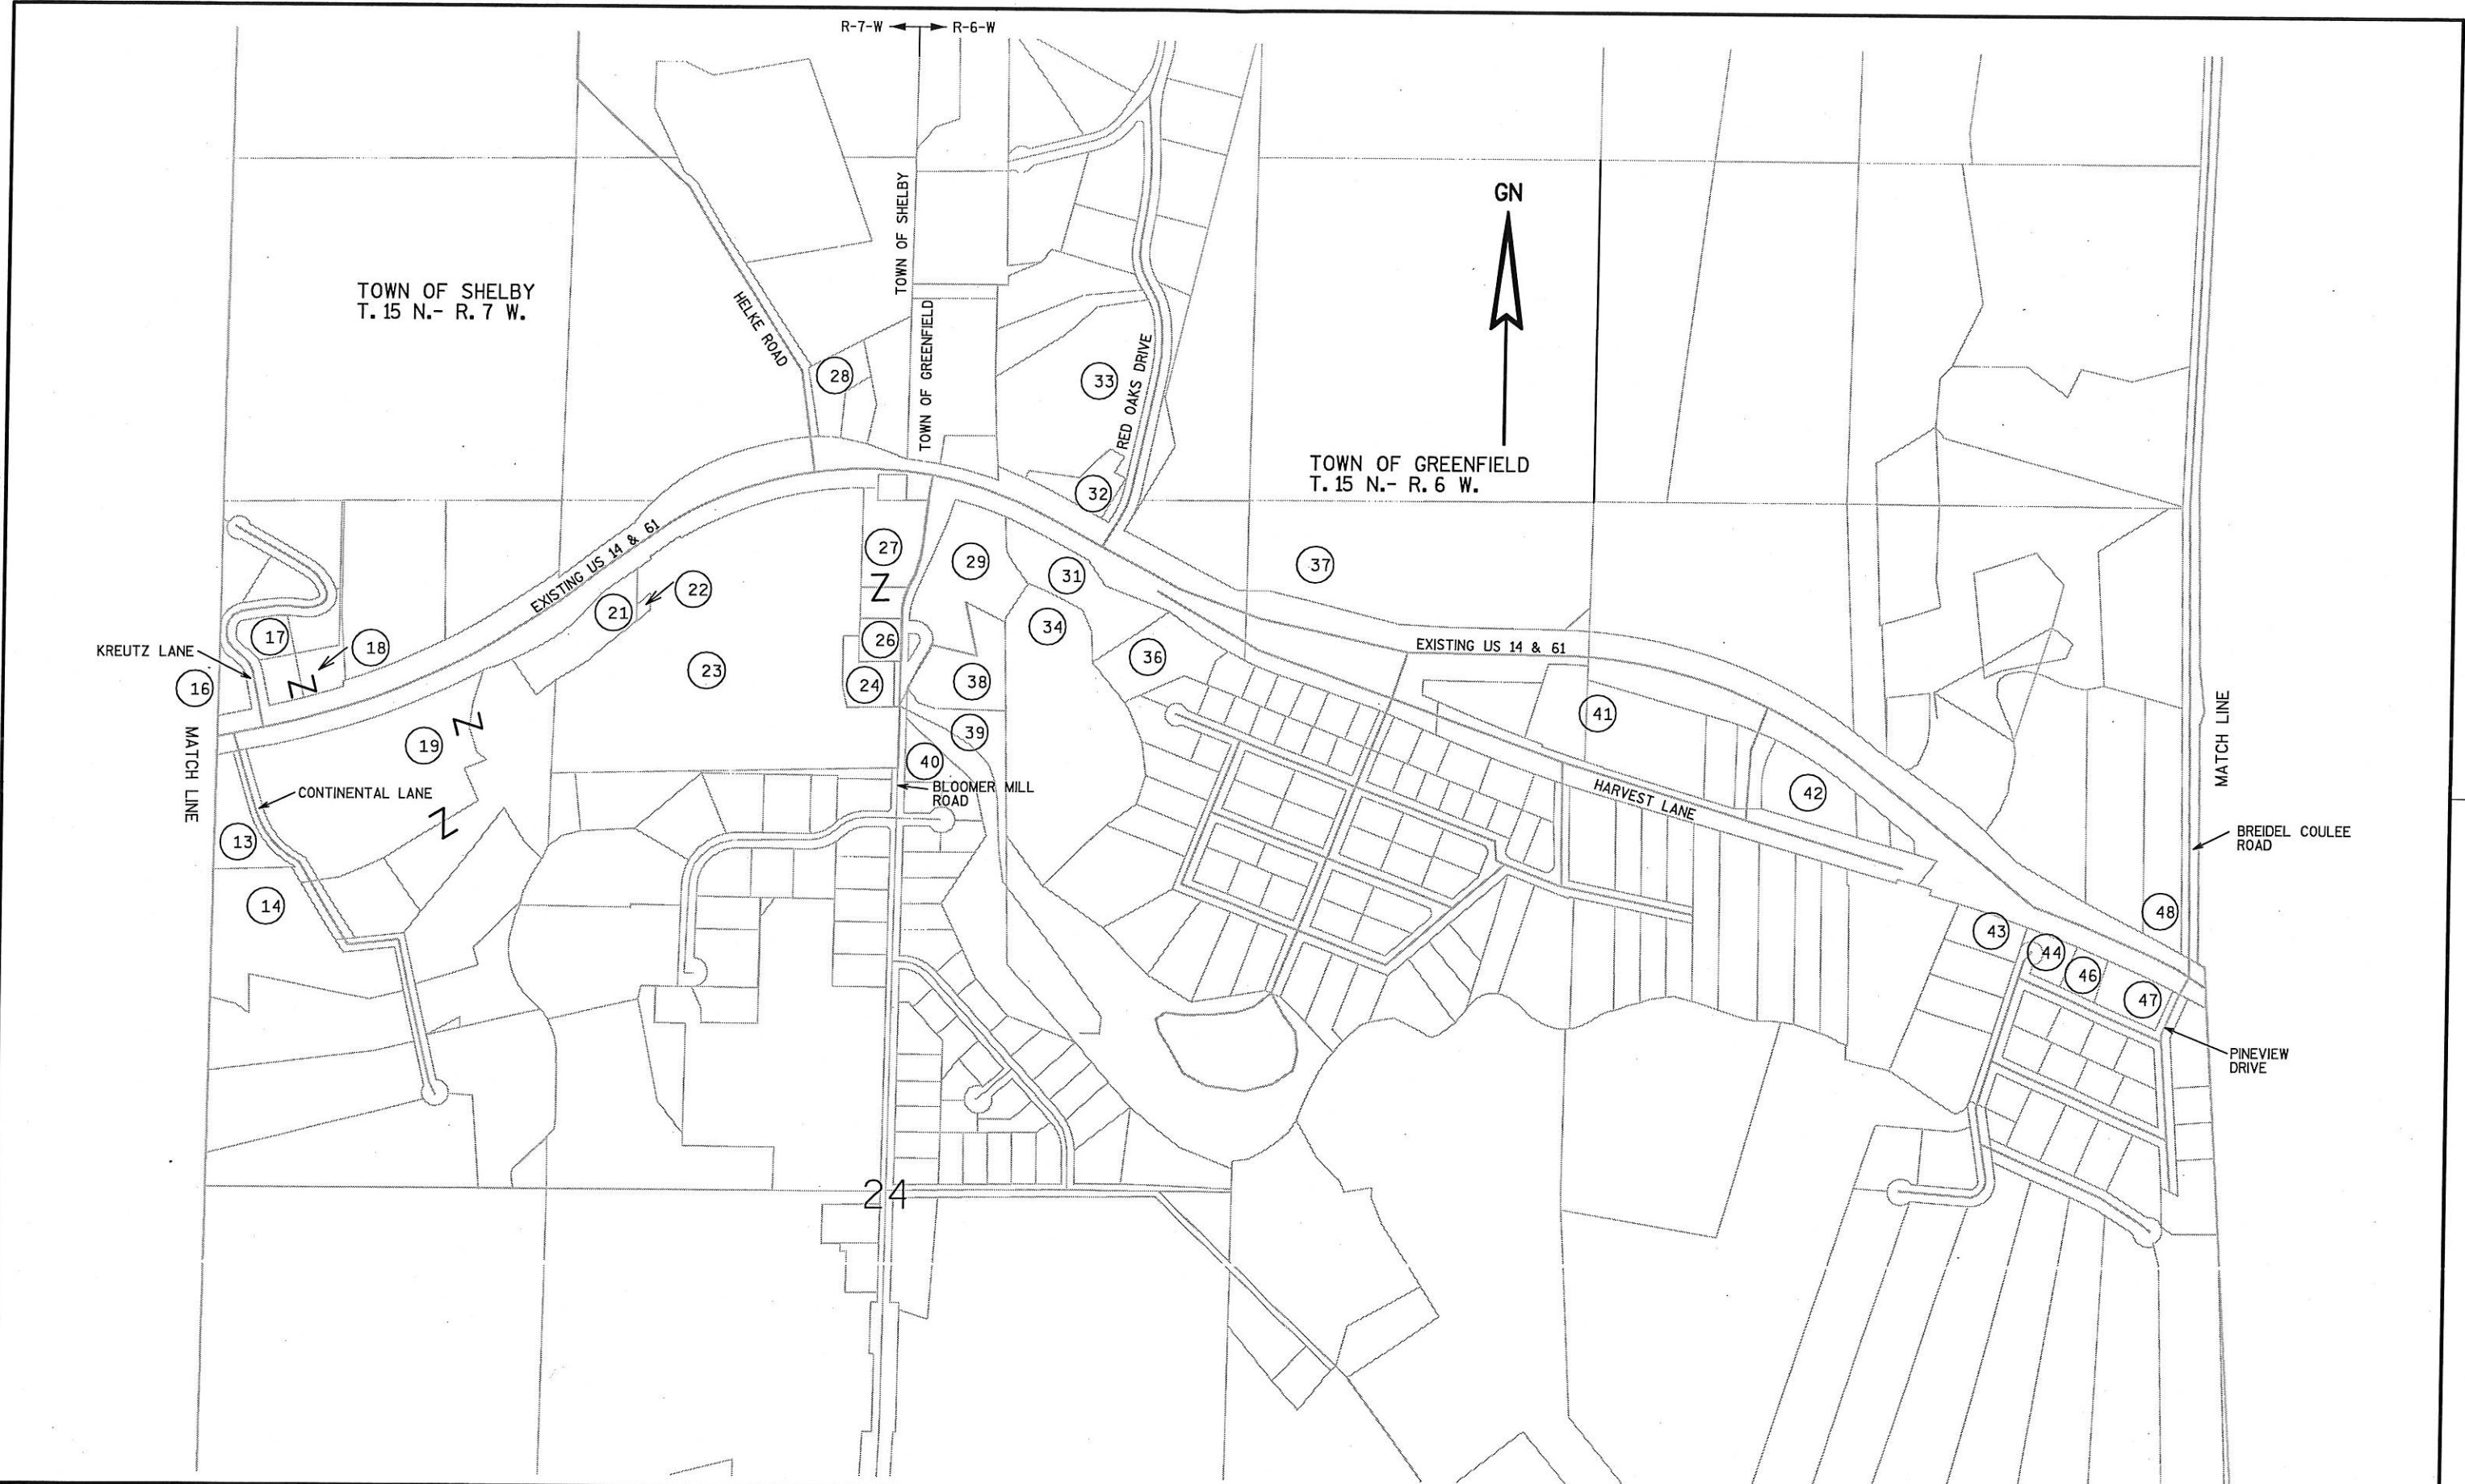 R-7-W R-6-W
GN
TOWN OF SHELBY
TOWN OF GREENFIELD
TOWN OF SHELBY
T. 15 N.- R. 7 W.
HELKE ROAD
28
33
RED OAKS DRIVE
TOWN OF GREENFIELD
T. 15 N.- R. 6 W.
32
EXISTING US 14 & 61
27
Z
29
31
37
22
21
34
17
18
26
36
EXISTING US 14 & 61
KREUTZ LANE
16
Z
23
24
38
41
MATCH LINE
19
Z
39
40
MATCH LINE
BLOOMER MILL
ROAD
CONTINENTAL LANE
Z
HARVEST LANE
42
13
BREIDEL COULEE
ROAD
14
48
43
44
46
47
PINEVIEW
DRIVE
24